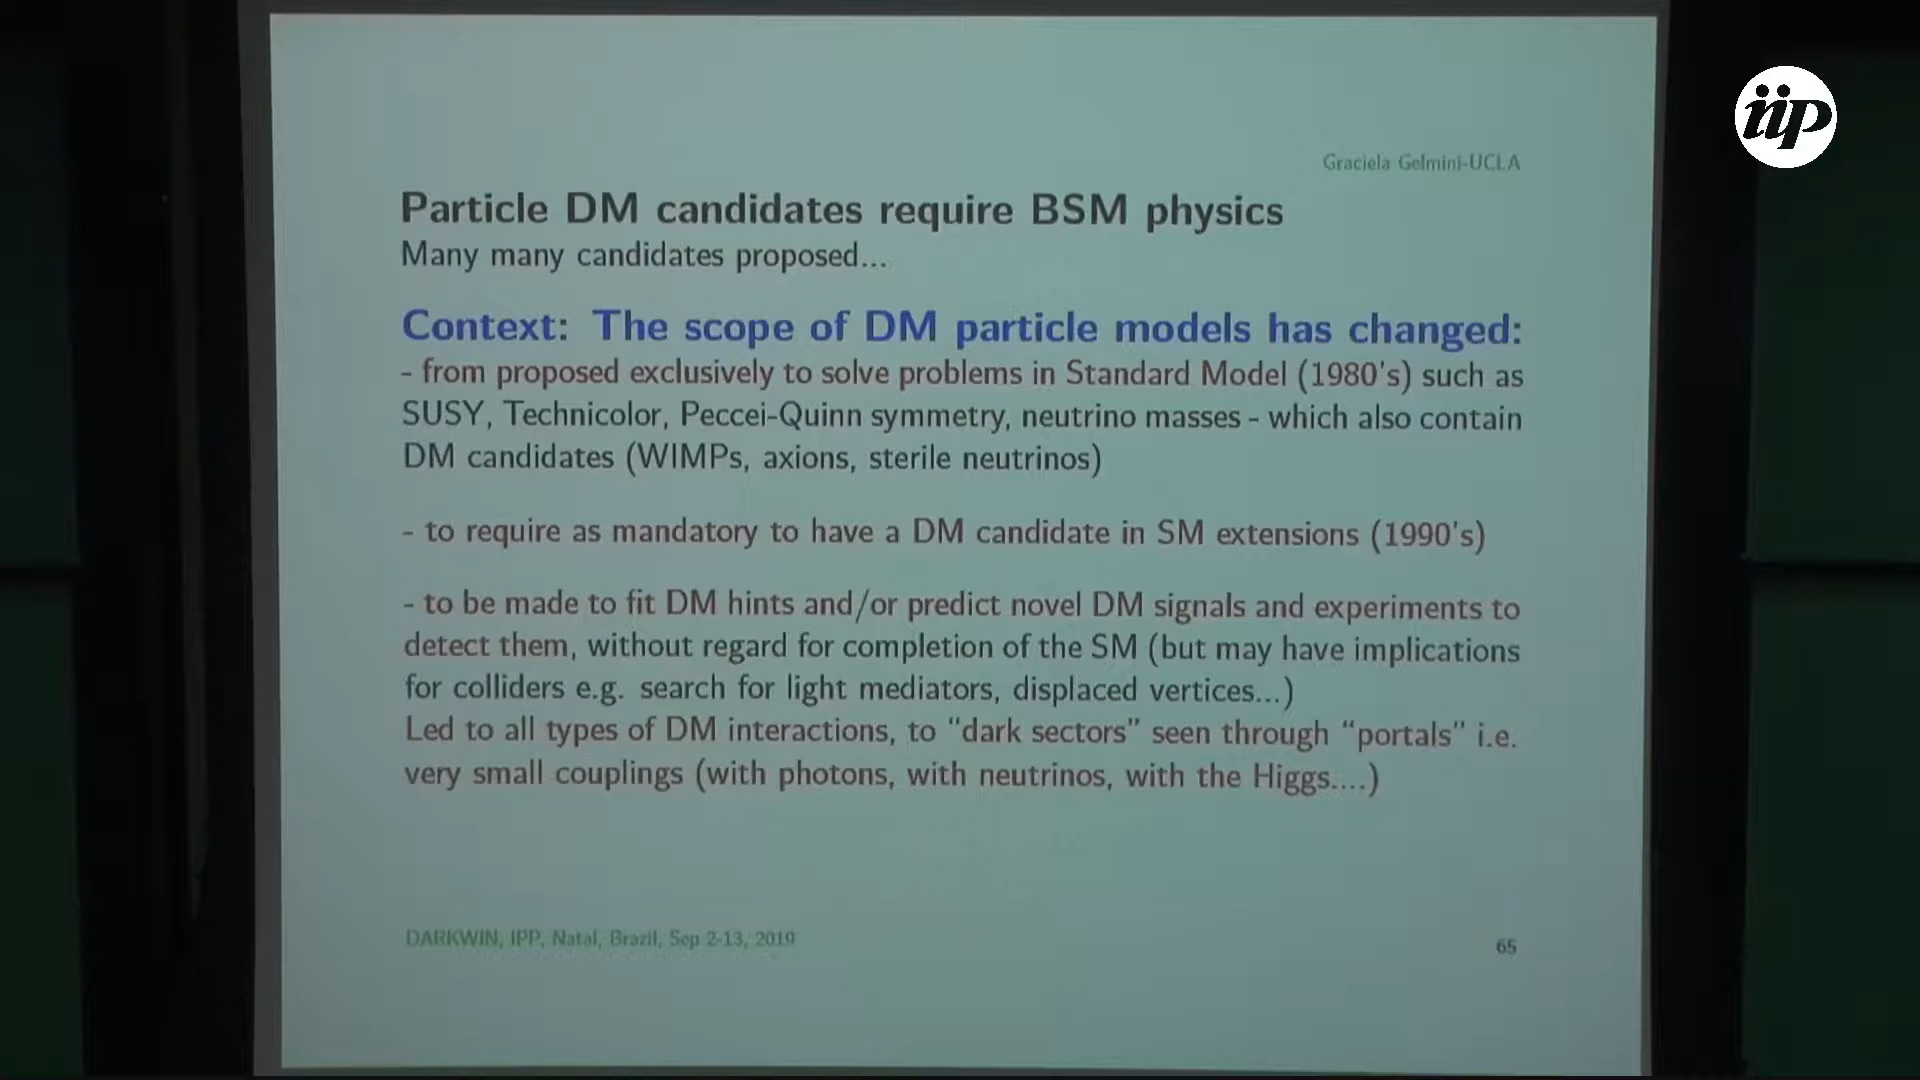 iip
Graciela Gelmini-UCLA
Particle DM candidates require BSM physics
Many many candidates proposed...
Context: The scope of DM particle models has changed:
- from proposed exclusively to solve problems in Standard Model (1980's) such as
SUSY, Technicolor, Peccei-Quinn symmetry, neutrino masses - which also contain
DM candidates (WIMPs, axions, sterile neutrinos)
- to require as mandatory to have a DM candidate in SM extensions (1990's)
- to be made to fit DM hints and/or predict novel DM signals and experiments to
detect them, without regard for completion of the SM (but may have implications
for colliders e.g. search for light mediators, displaced vertices...)
Led to all types of DM interactions, to “dark sectors” seen through “portals” i.e.
very small couplings (with photons, with neutrinos, with the Higgs....)
DARKWIN, IPP, Natal, Brazil, Sep 2-13, 2019
65